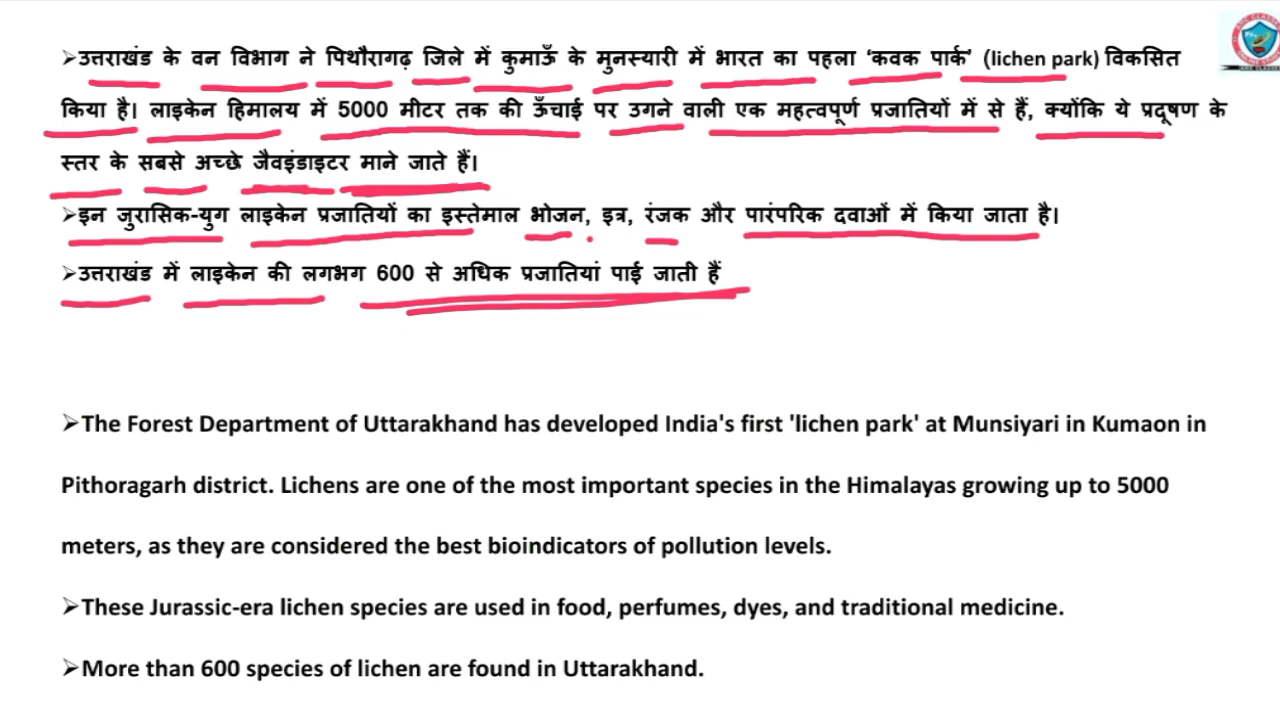 ➢उत्तराखंड के वन विभाग ने पिथौरागढ़ जिले में कुमाऊँ के मुनस्यारी में भारत का पहला ‘कवक पार्क’ (lichen park) विकसित
किया है। लाइकेन हिमालय में 5000 मीटर तक की ऊँचाई पर उगने वाली एक महत्वपूर्ण प्रजातियों में से हैं, क्योंकि ये प्रदूषण के
स्तर के सबसे अच्छे जैवइंडाइटर माने जाते हैं।
➢इन जुरासिक-युग लाइकेन प्रजातियों का इस्तेमाल भोजन, इत्र, रंजक और पारंपरिक दवाओं में किया जाता है।
➢उत्तराखंड में लाइकेन की लगभग 600 से अधिक प्रजातियां पाई जाती हैं
➢The Forest Department of Uttarakhand has developed India's first 'lichen park' at Munsiyari in Kumaon in
Pithoragarh district. Lichens are one of the most important species in the Himalayas growing up to 5000
meters, as they are considered the best bioindicators of pollution levels.
➢These Jurassic-era lichen species are used in food, perfumes, dyes, and traditional medicine.
➢More than 600 species of lichen are found in Uttarakhand.